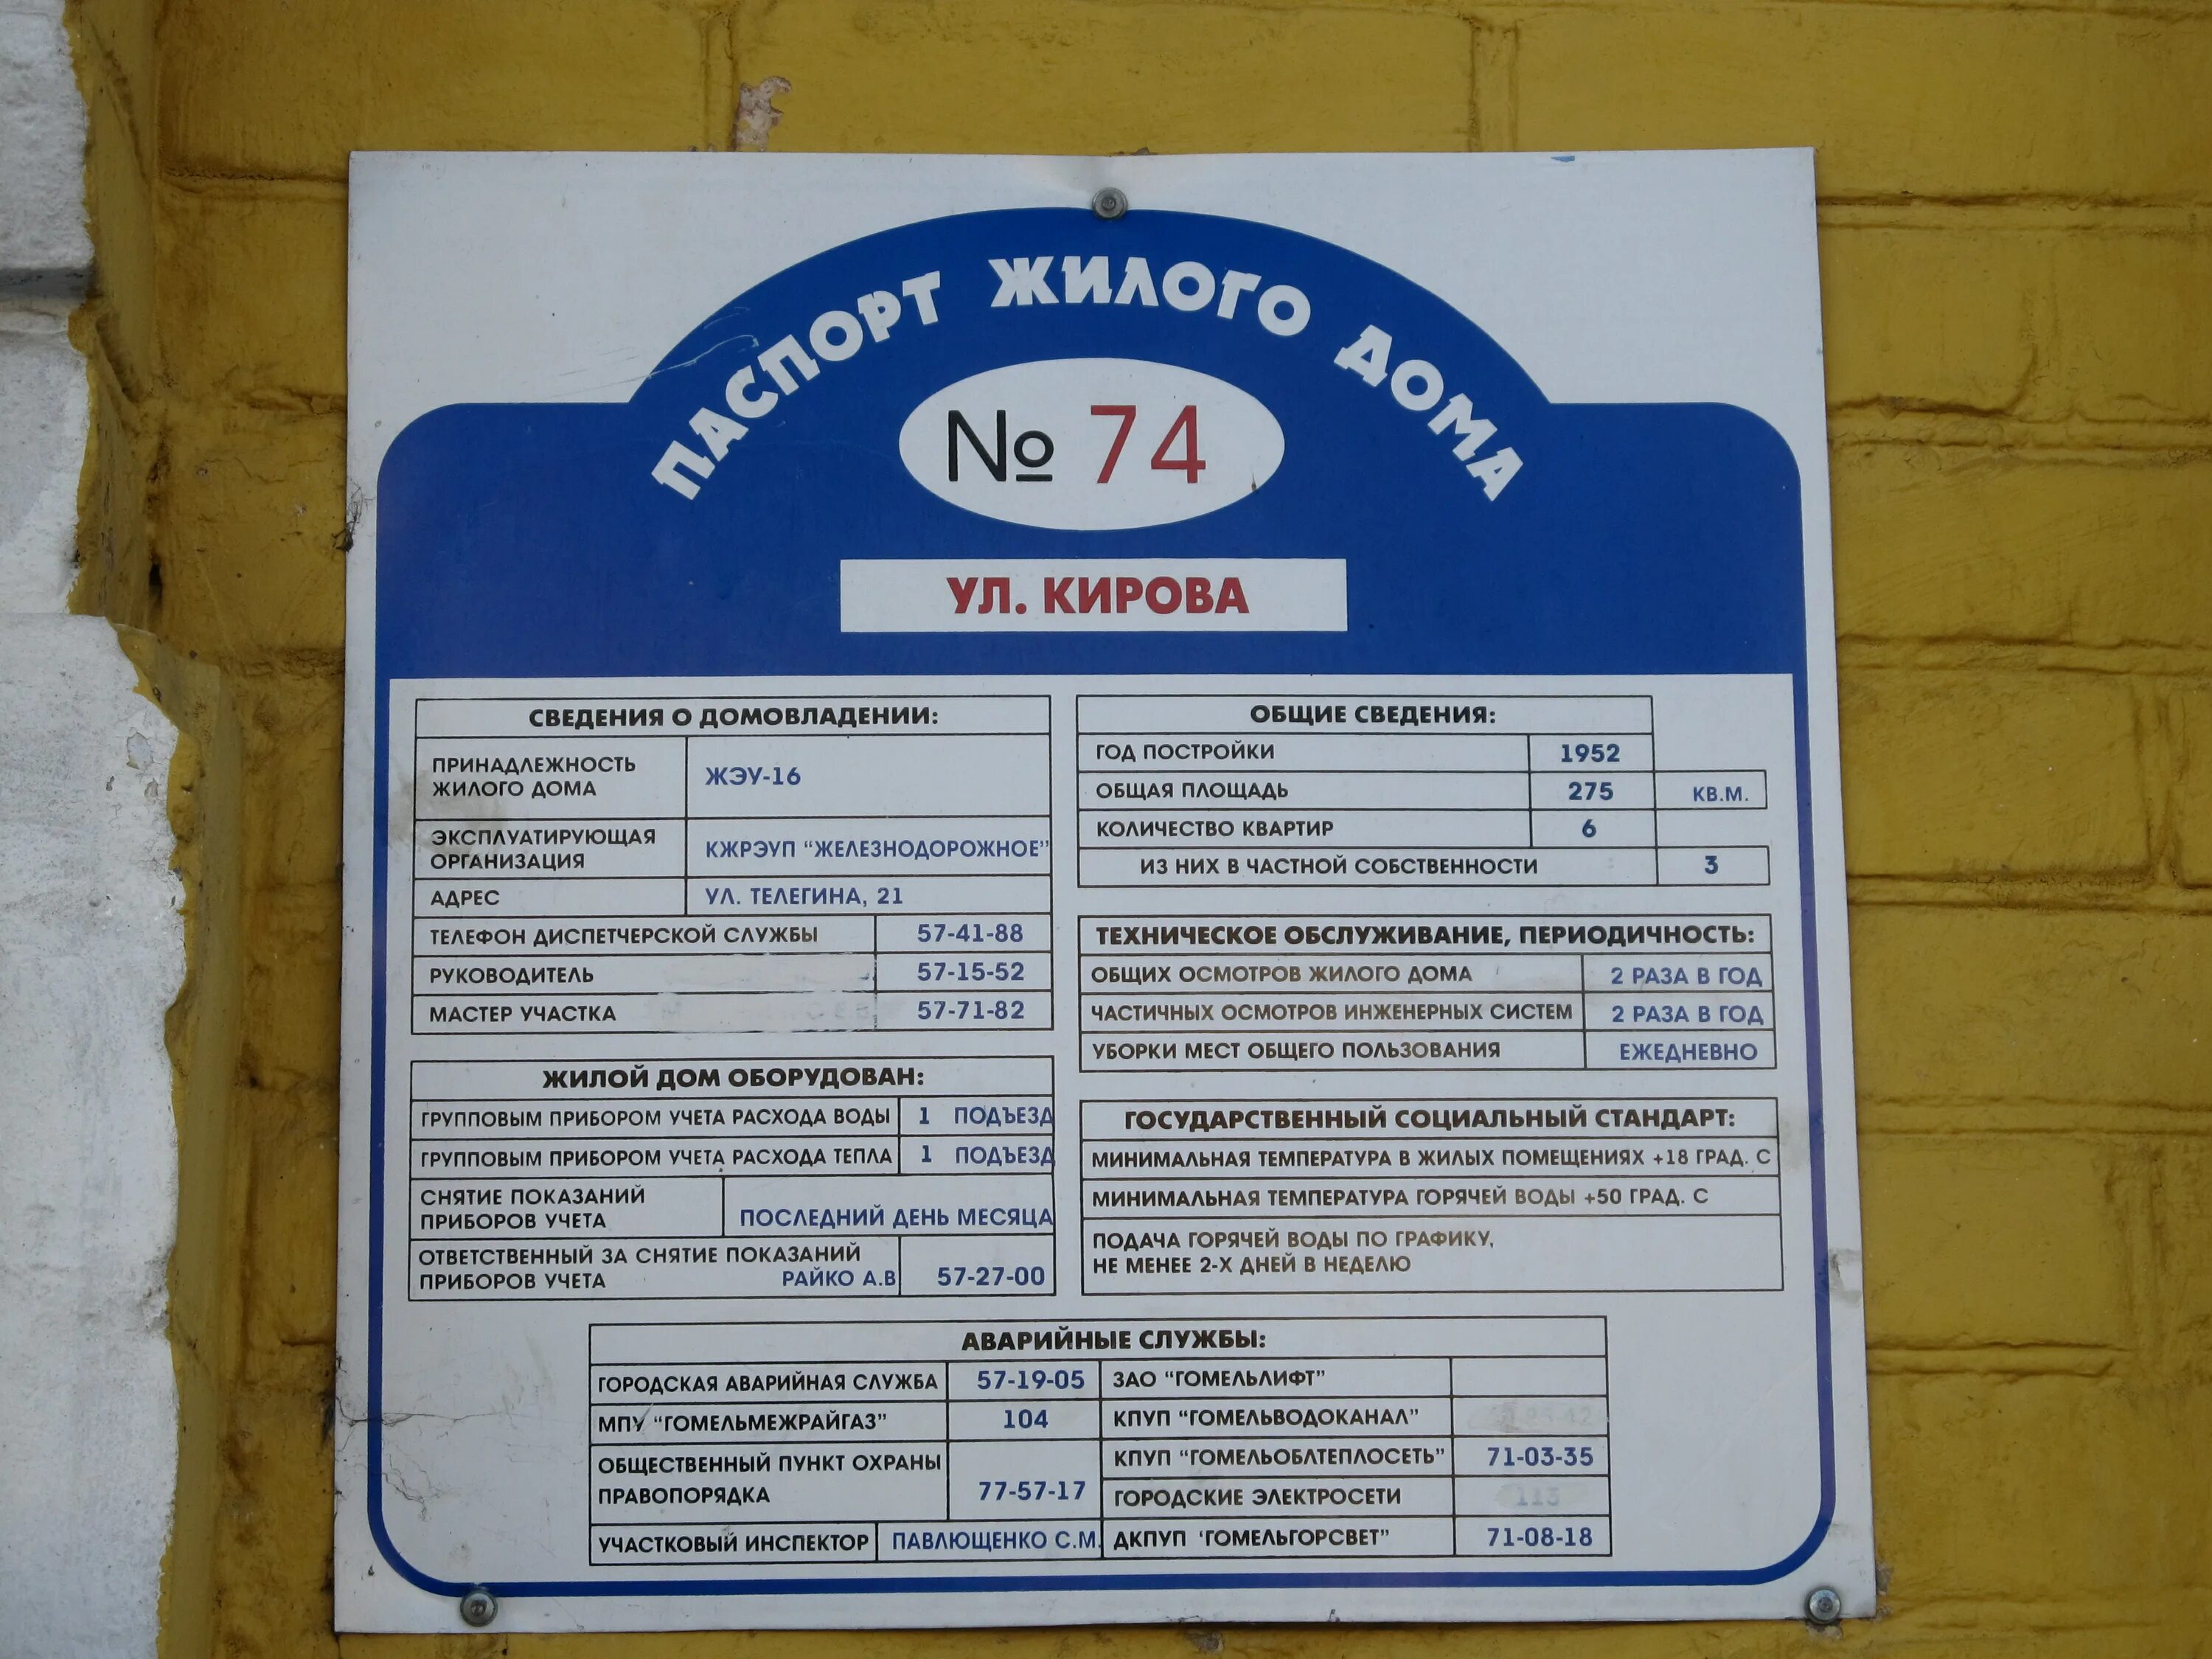 ПАСПОРТ ЖИЛОГО ДОМА
№ 74
УЛ. КИРОВА
СВЕДЕНИЯ О ДОМОВЛАДЕНИИ:
ПРИНАДЛЕЖНОСТЬ
ЖИЛОГО ДОМА
ЖЭУ-16
ЭКСПЛУАТИРУЮЩАЯ
ОРГАНИЗАЦИЯ
КЖРЭУП "ЖЕЛЕЗНОДОРОЖНОЕ"
АДРЕС УЛ. ТЕЛЕГИНА, 21
ТЕЛЕФОН ДИСПЕТЧЕРСКОЙ СЛУЖБЫ 57-41-88
РУКОВОДИТЕЛЬ 57-15-52
МАСТЕР УЧАСТКА 57-71-82
ЖИЛОЙ ДОМ ОБОРУДОВАН:
ГРУППОВЫМ ПРИБОРОМ УЧЕТА РАСХОДА ВОДЫ 1 ПОДЪЕЗД
ГРУППОВЫМ ПРИБОРОМ УЧЕТА РАСХОДА ТЕПЛА 1 ПОДЪЕЗД
СНЯТИЕ ПОКАЗАНИЙ
ПРИБОРОВ УЧЕТА ПОСЛЕДНИЙ ДЕНЬ МЕСЯЦА
ОТВЕТСТВЕННЫЙ ЗА СНЯТИЕ ПОКАЗАНИЙ
ПРИБОРОВ УЧЕТА РАЙКО А.В 57-27-00
ОБЩИЕ СВЕДЕНИЯ:
ГОД ПОСТРОЙКИ 1952
ОБЩАЯ ПЛОЩАДЬ 275 КВ.М.
КОЛИЧЕСТВО КВАРТИР 6
ИЗ НИХ В ЧАСТНОЙ СОБСТВЕННОСТИ 3
ТЕХНИЧЕСКОЕ ОБСЛУЖИВАНИЕ, ПЕРИОДИЧНОСТЬ:
ОБЩИХ ОСМОТРОВ ЖИЛОГО ДОМА 2 РАЗА В ГОД
ЧАСТИЧНЫХ ОСМОТРОВ ИНЖЕНЕРНЫХ СИСТЕМ 2 РАЗА В ГОД
УБОРКИ МЕСТ ОБЩЕГО ПОЛЬЗОВАНИЯ ЕЖЕДНЕВНО
ГОСУДАРСТВЕННЫЙ СОЦИАЛЬНЫЙ СТАНДАРТ:
МИНИМАЛЬНАЯ ТЕМПЕРАТУРА В ЖИЛЫХ ПОМЕЩЕНИЯХ +18 ГРАД. С
МИНИМАЛЬНАЯ ТЕМПЕРАТУРА ГОРЯЧЕЙ ВОДЫ +50 ГРАД. С
ПОДАЧА ГОРЯЧЕЙ ВОДЫ ПО ГРАФИКУ,
НЕ МЕНЕЕ 2-Х ДНЕЙ В НЕДЕЛЮ
АВАРИЙНЫЕ СЛУЖБЫ:
ГОРОДСКАЯ АВАРИЙНАЯ СЛУЖБА 57-19-05
МПУ "ГОМЕЛЬМЕЖРАЙГАЗ" 104
ОБЩЕСТВЕННЫЙ ПУНКТ ОХРАНЫ
ПРАВОПОРЯДКА 77-57-17
УЧАСТКОВЫЙ ИНСПЕКТОР ПАВЛЮЩЕНКО С.М.
ЗАО "ГОМЕЛЬЛИФТ"
КПУП "ГОМЕЛЬВОДОКАНАЛ"
КПУП "ГОМЕЛЬОБЛТЕПЛОСЕТЬ" 71-03-35
ГОРОДСКИЕ ЭЛЕКТРОСЕТИ
ДКПУП 'ГОМЕЛЬГОРСВЕТ" 71-08-18